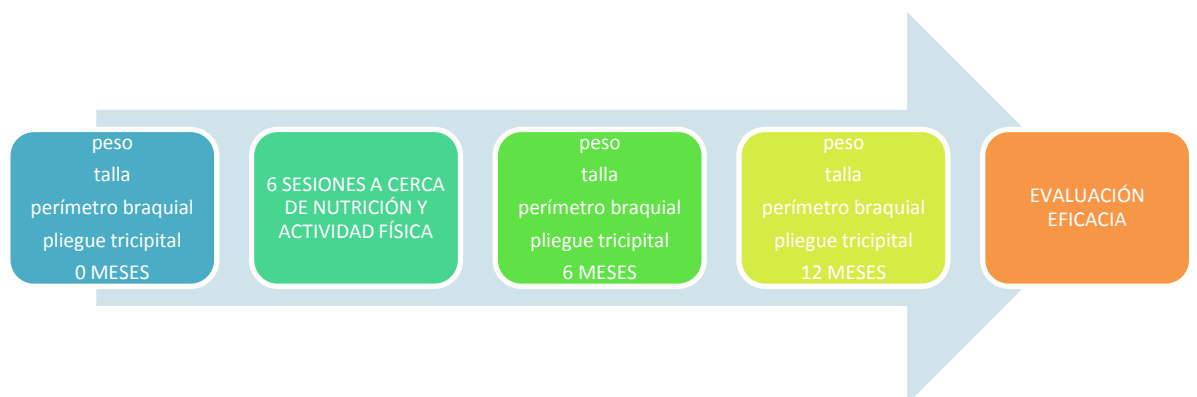 peso
talla
perímetro braquial
pliegue tricipital
0 MESES
6 SESIONES A CERCA
DE NUTRICIÓN Y
ACTIVIDAD FÍSICA
peso
talla
perímetro braquial
pliegue tricipital
6 MESES
peso
talla
perímetro braquial
pliegue tricipital
12 MESES
EVALUACIÓN
EFICACIA